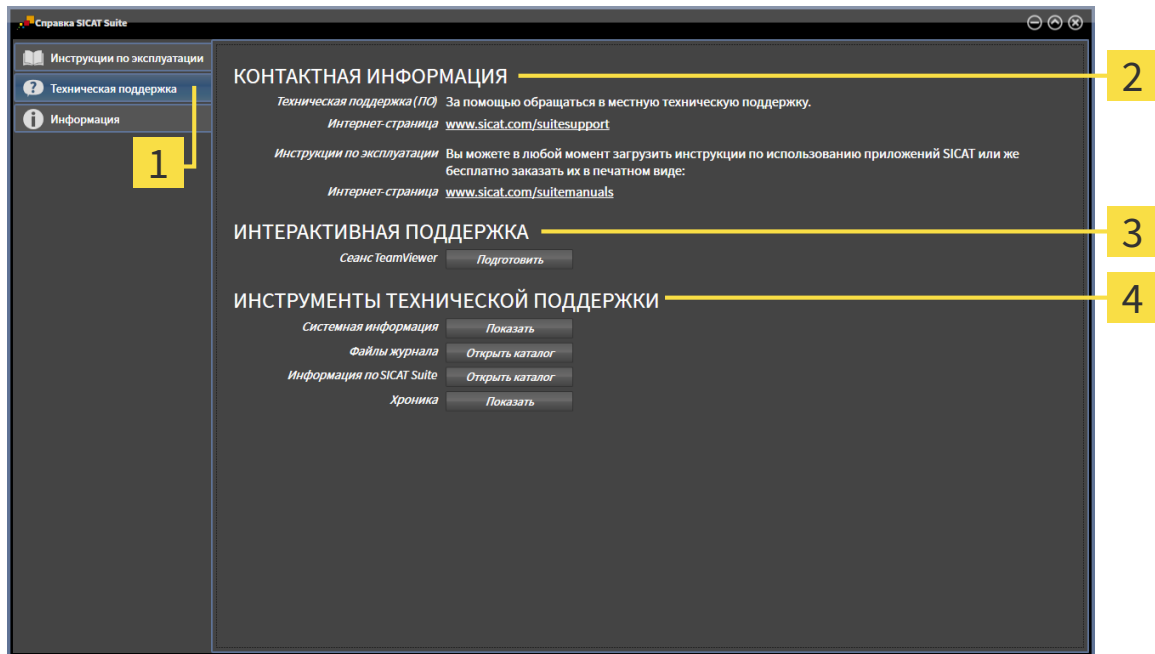 Справка SICAT Suite
Инструкции по эксплуатации
Техническая поддержка
Информация
1
КОНТАКТНАЯ ИНФОРМАЦИЯ
2
Техническая поддержка (ПО) За помощью обращаться в местную техническую поддержку.
Интернет-страница www.sicat.com/suitesupport
Инструкции по эксплуатации Вы можете в любой момент загрузить инструкции по использованию приложений SICAT или же
бесплатно заказать их в печатном виде:
Интернет-страница www.sicat.com/suitemanuals
ИНТЕРАКТИВНАЯ ПОДДЕРЖКА
3
Сеанс TeamViewer Подготовить
ИНСТРУМЕНТЫ ТЕХНИЧЕСКОЙ ПОДДЕРЖКИ
4
Системная информация Показать
Файлы журнала Открыть каталог
Информация по SICAT Suite Открыть каталог
Хроника Показать